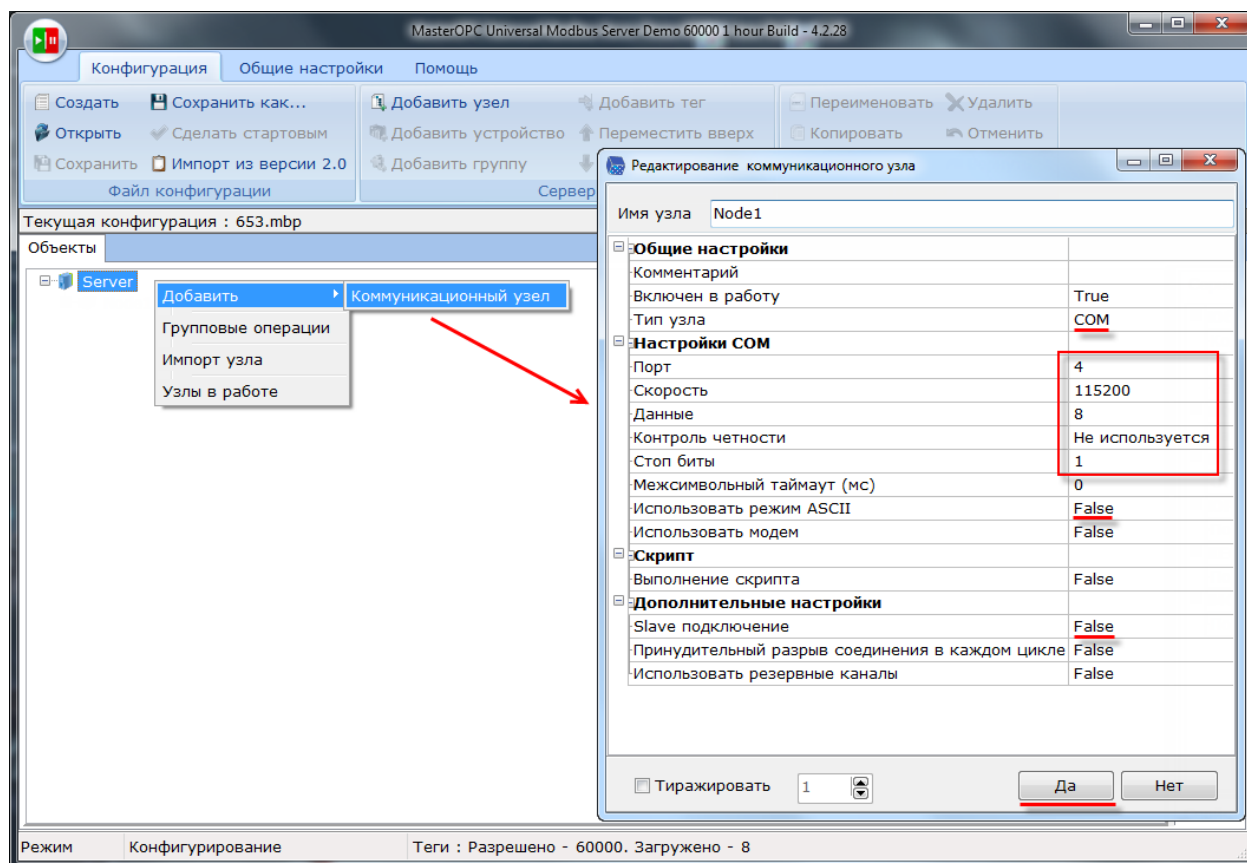 MasterOPC Universal Modbus Server Demo 60000 1 hour Build - 4.2.28
Конфигурация Общие настройки Помощь
Создать Сохранить как... Добавить узел Добавить тег Переименовать Удалить
Открыть Сделать стартовым Добавить устройство Переместить вверх Копировать Отменить
Сохранить Импорт из версии 2.0 Добавить группу
Файл конфигурации Сервер
Текущая конфигурация : 653.mbp
Объекты
Server
Добавить Коммуникационный узел
Групповые операции
Импорт узла
Узлы в работе
Редактирование коммуникационного узла
Имя узла Node1
Общие настройки
Комментарий
Включен в работу True
Тип узла COM
Настройки COM
Порт 4
Скорость 115200
Данные 8
Контроль четности Не используется
Стоп биты 1
Межсимвольный таймаут (мс) 0
Использовать режим ASCII False
Использовать модем False
Скрипт
Выполнение скрипта False
Дополнительные настройки
Slave подключение False
Принудительный разрыв соединения в каждом цикле False
Использовать резервные каналы False
Тиражировать 1 Да Нет
Режим Конфигурирование Теги : Разрешено - 60000. Загружено - 8